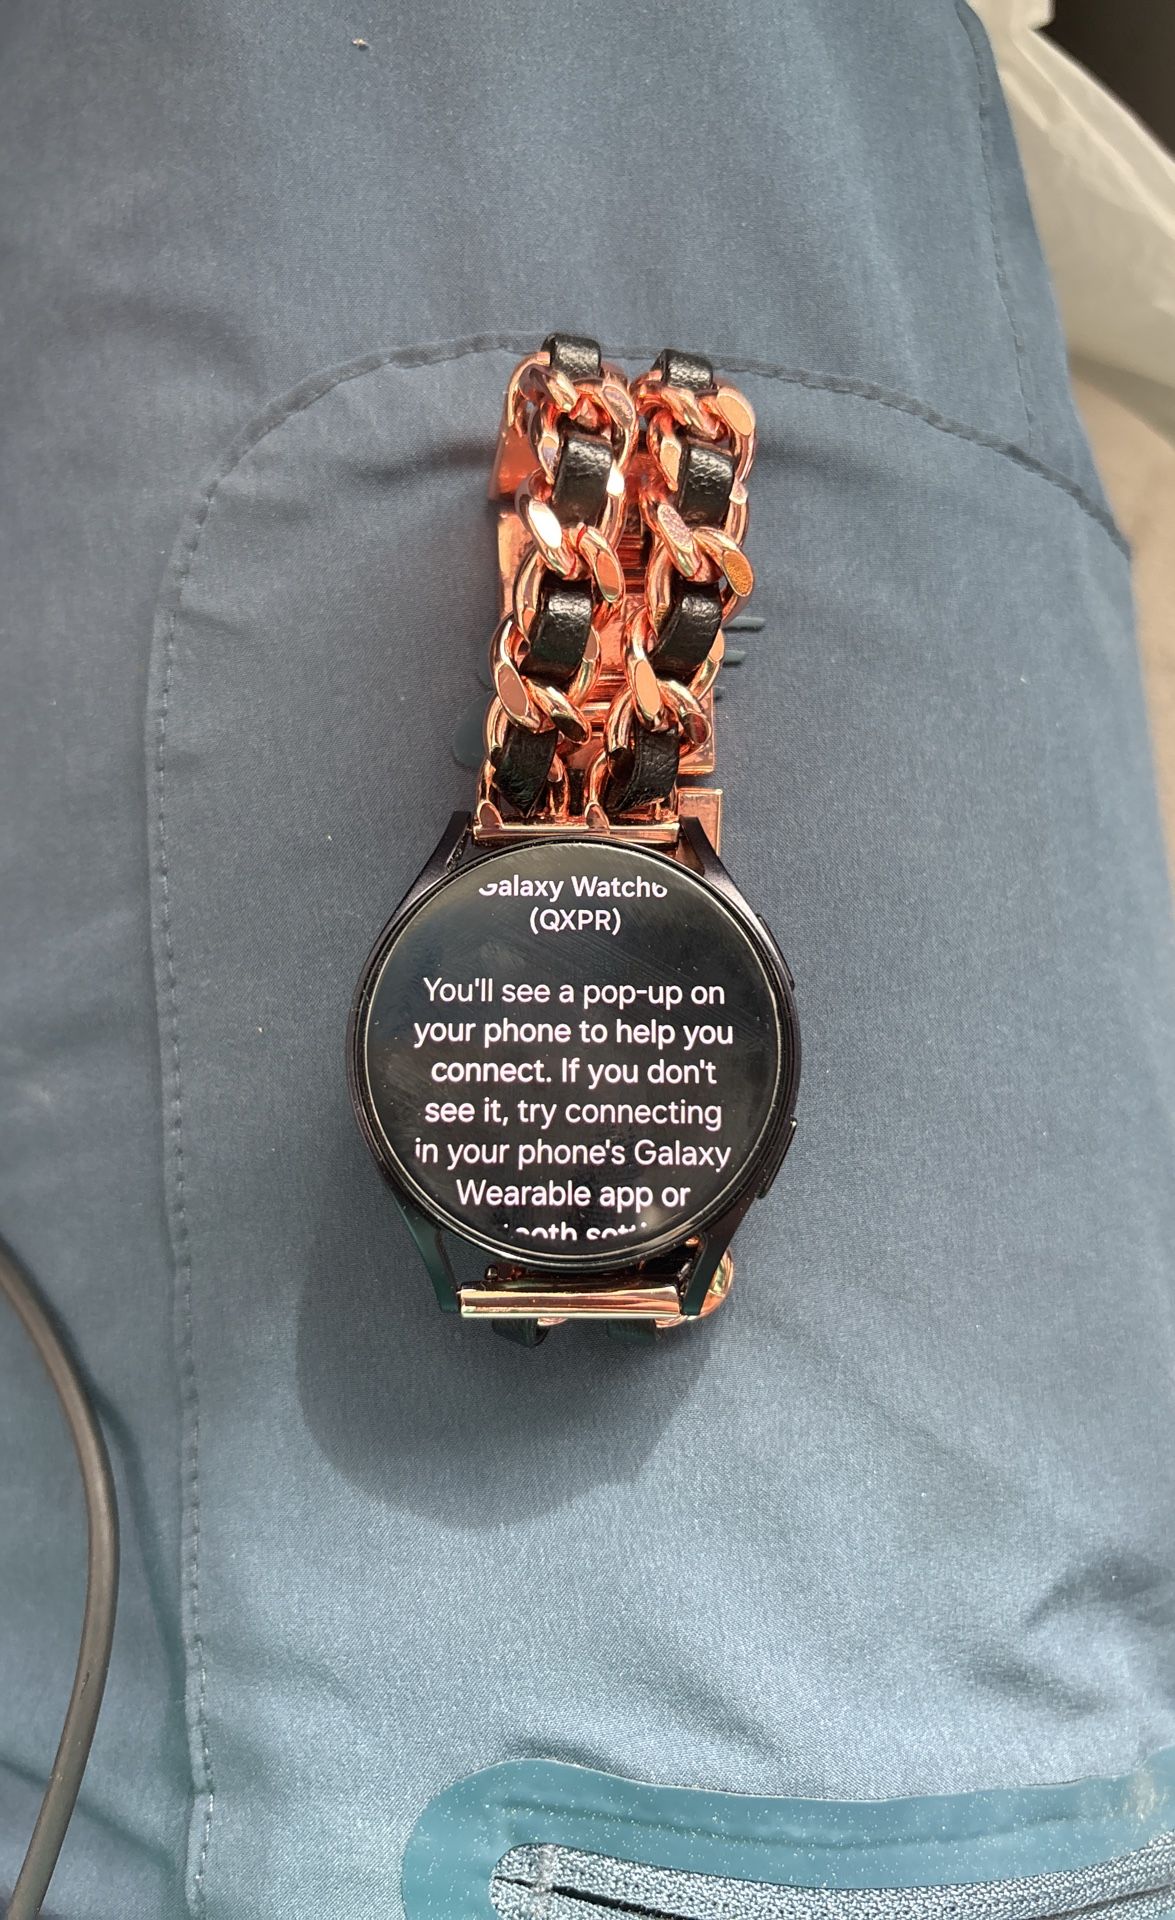 Galaxy Watch6
(QXPR)
You'll see a pop-up on
your phone to help you
connect. If you don't
see it, try connecting
in your phone's Galaxy
Wearable app or